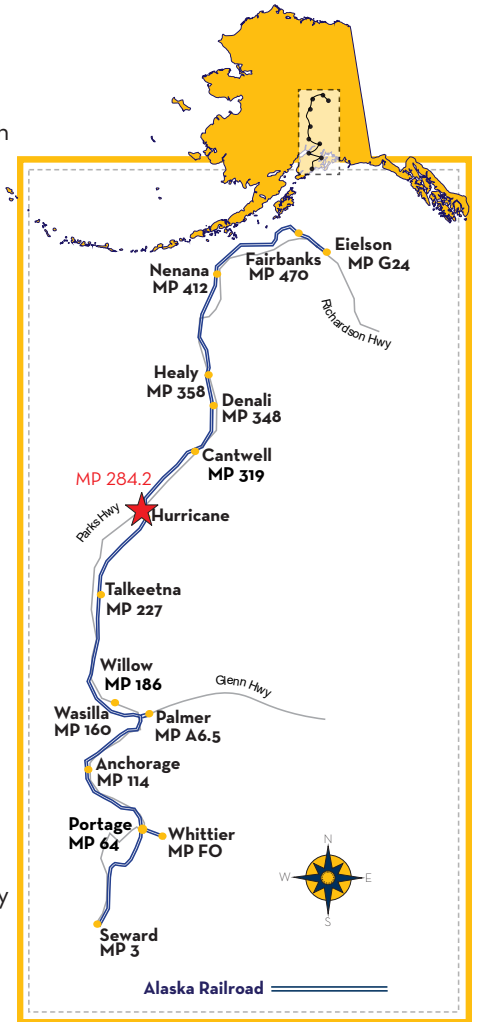 n
Eielson
MP G24
Fairbanks
MP 470
Nenana
MP 412
Richardson Hwy
Healy
MP 358
Denali
MP 348
Cantwell
MP 319
MP 284.2
Parks Hwy
Hurricane
Talkeetna
MP 227
Willow
MP 186
Glenn Hwy
Wasilla
MP 160
Palmer
MP A6.5
Anchorage
MP 114
Portage
MP 64
Whittier
MP FO
N
W
E
S
y
Seward
MP 3
Alaska Railroad